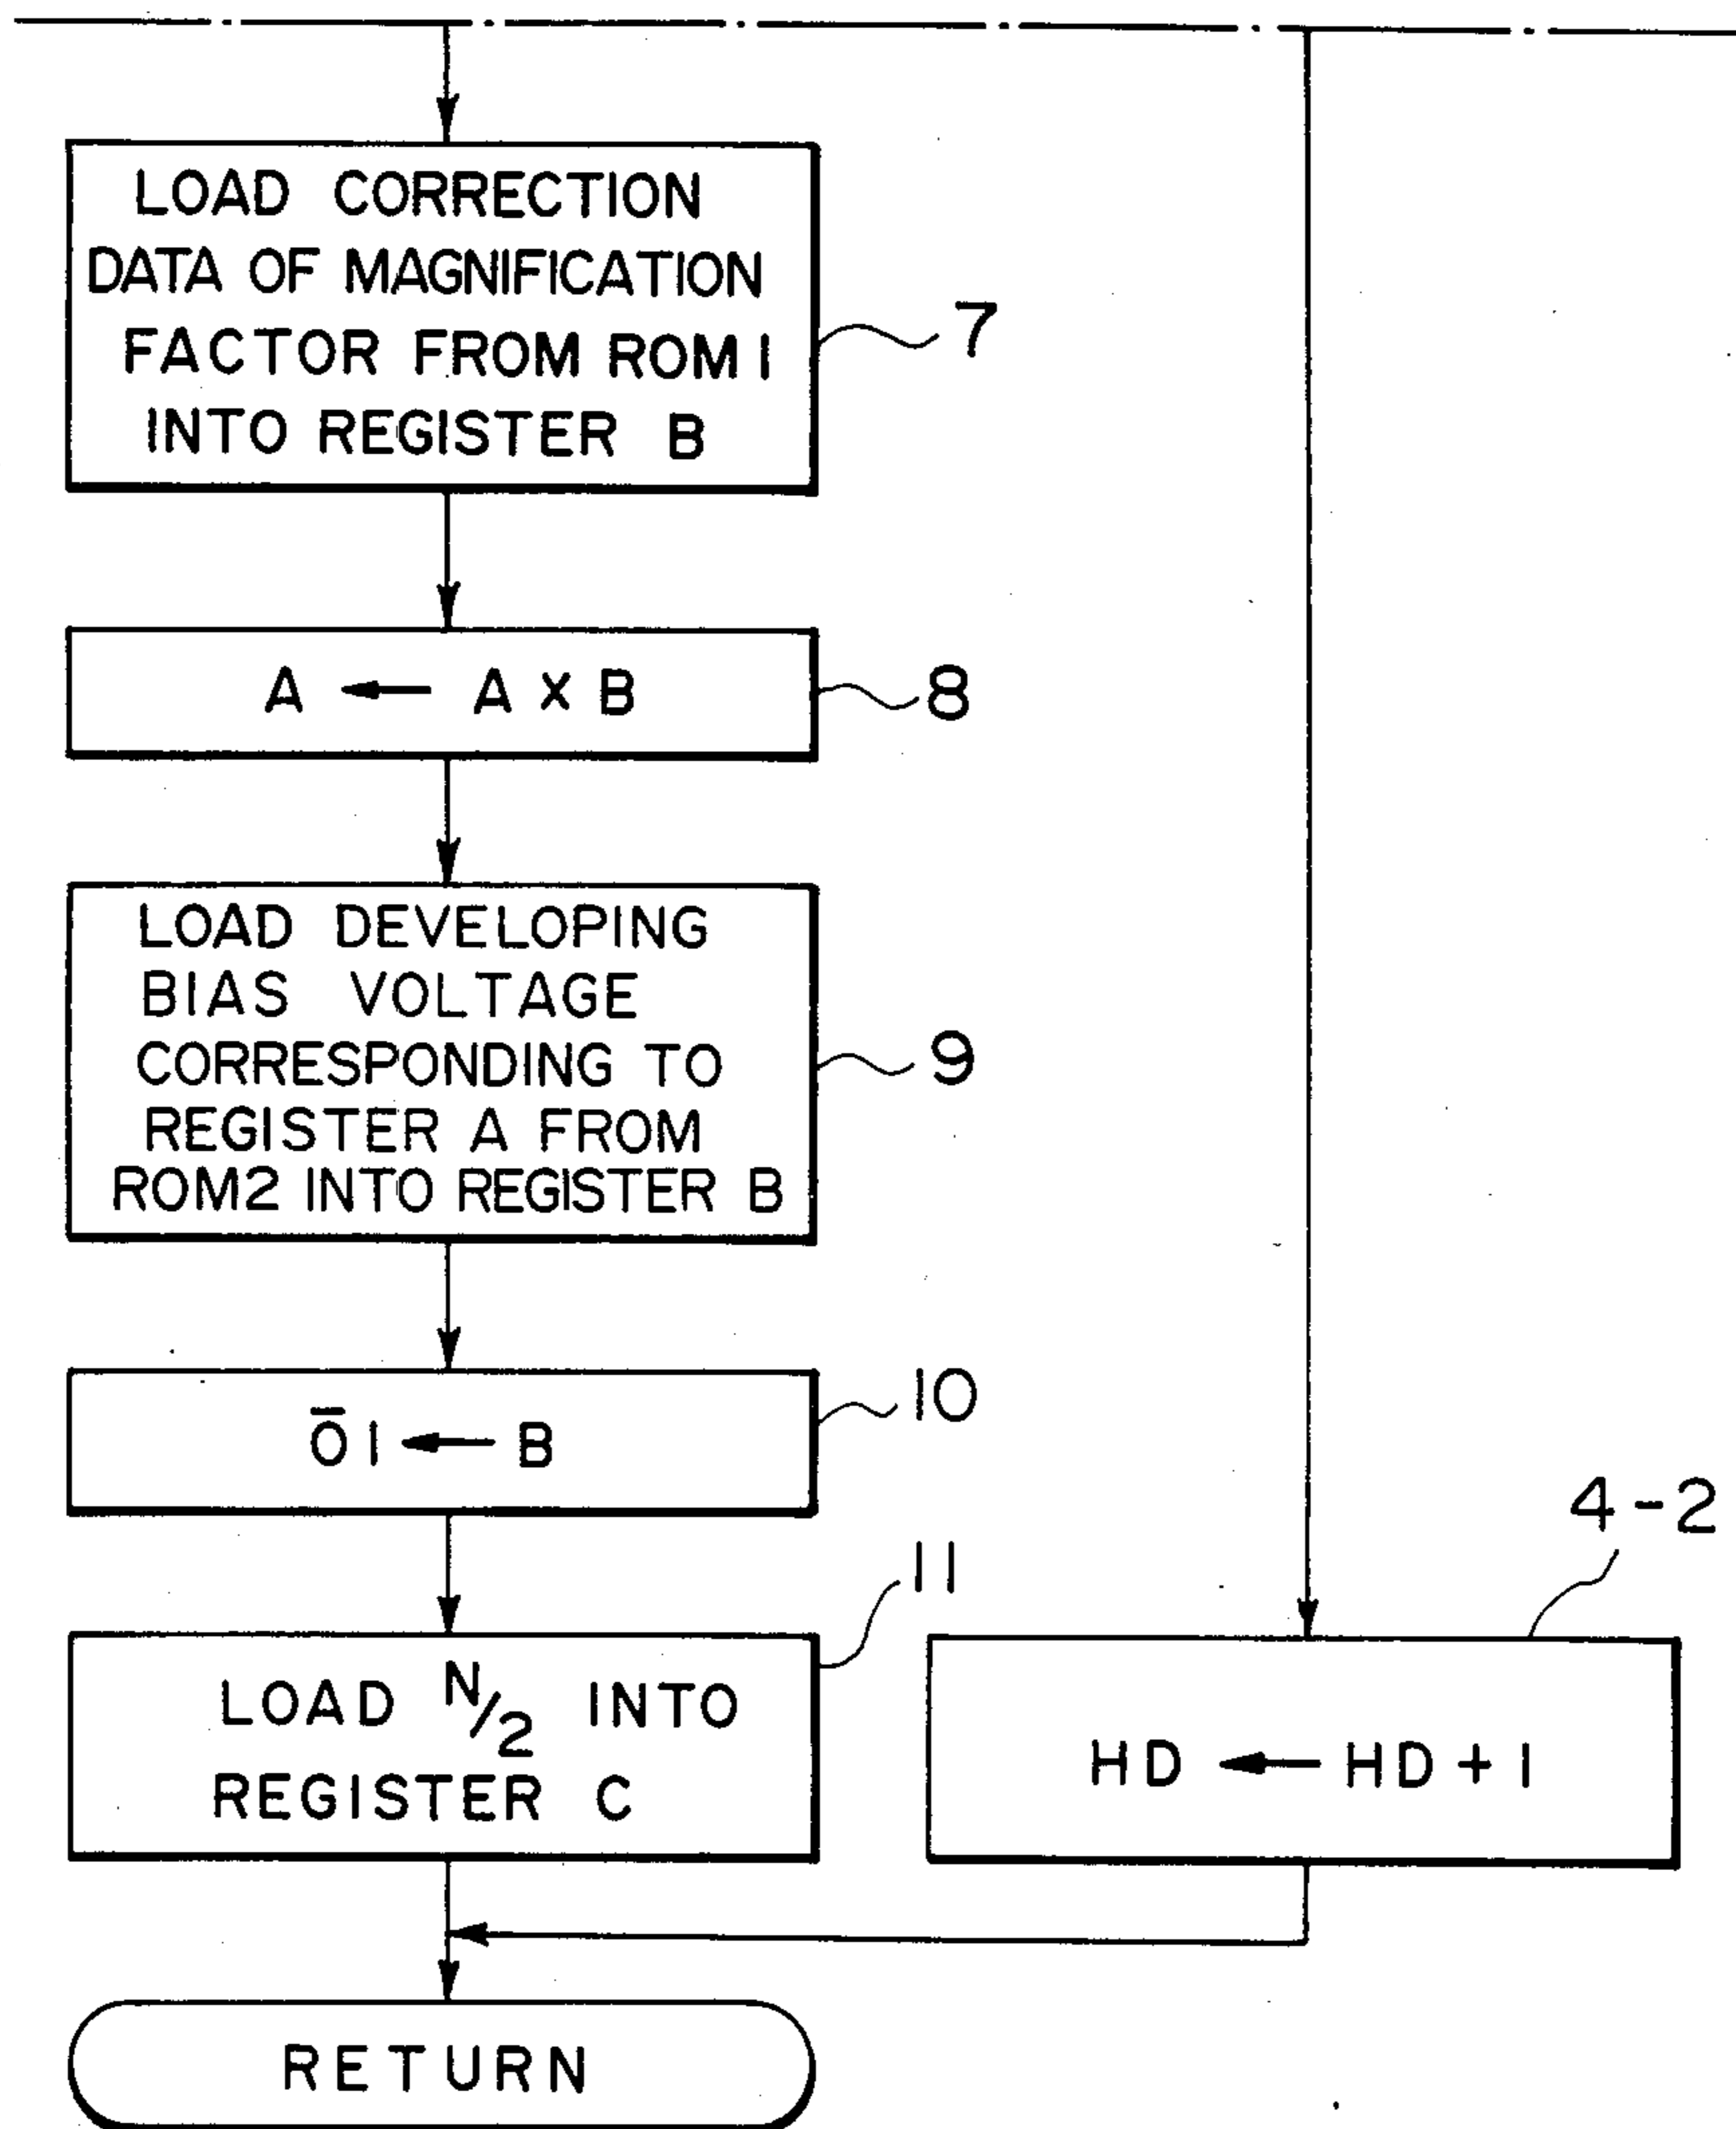 LOAD CORRECTION
DATA OF MAGNIFICATION
FACTOR FROM ROM1
INTO REGISTER B
7
A ← A × B
8
LOAD DEVELOPING
BIAS VOLTAGE
CORRESPONDING TO
REGISTER A FROM
ROM2 INTO REGISTER B
9
O̅1 ← B
10
LOAD N/2 INTO
REGISTER C
11
HD ← HD + 1
4-2
RETURN